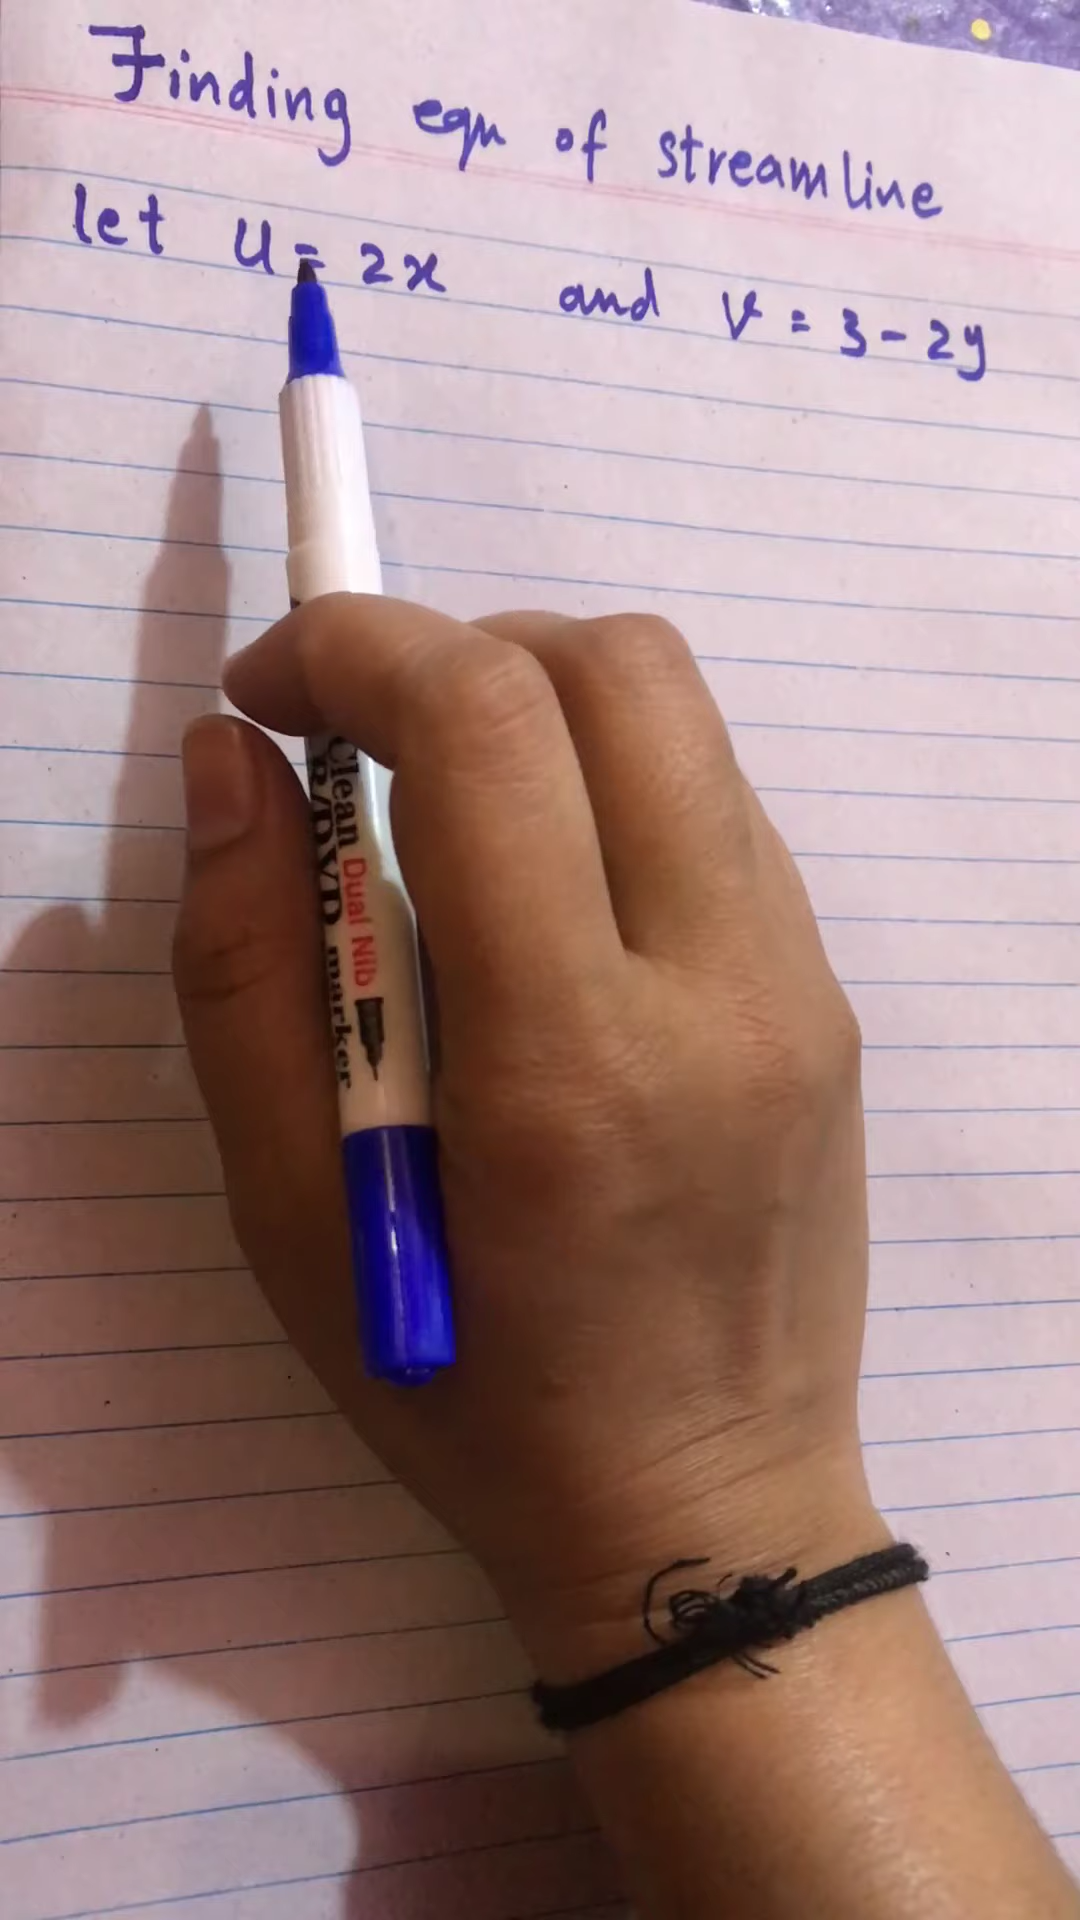 Finding eqn of streamline
let u = 2x and v = 3 - 2y
Clean Dual Nib
marker